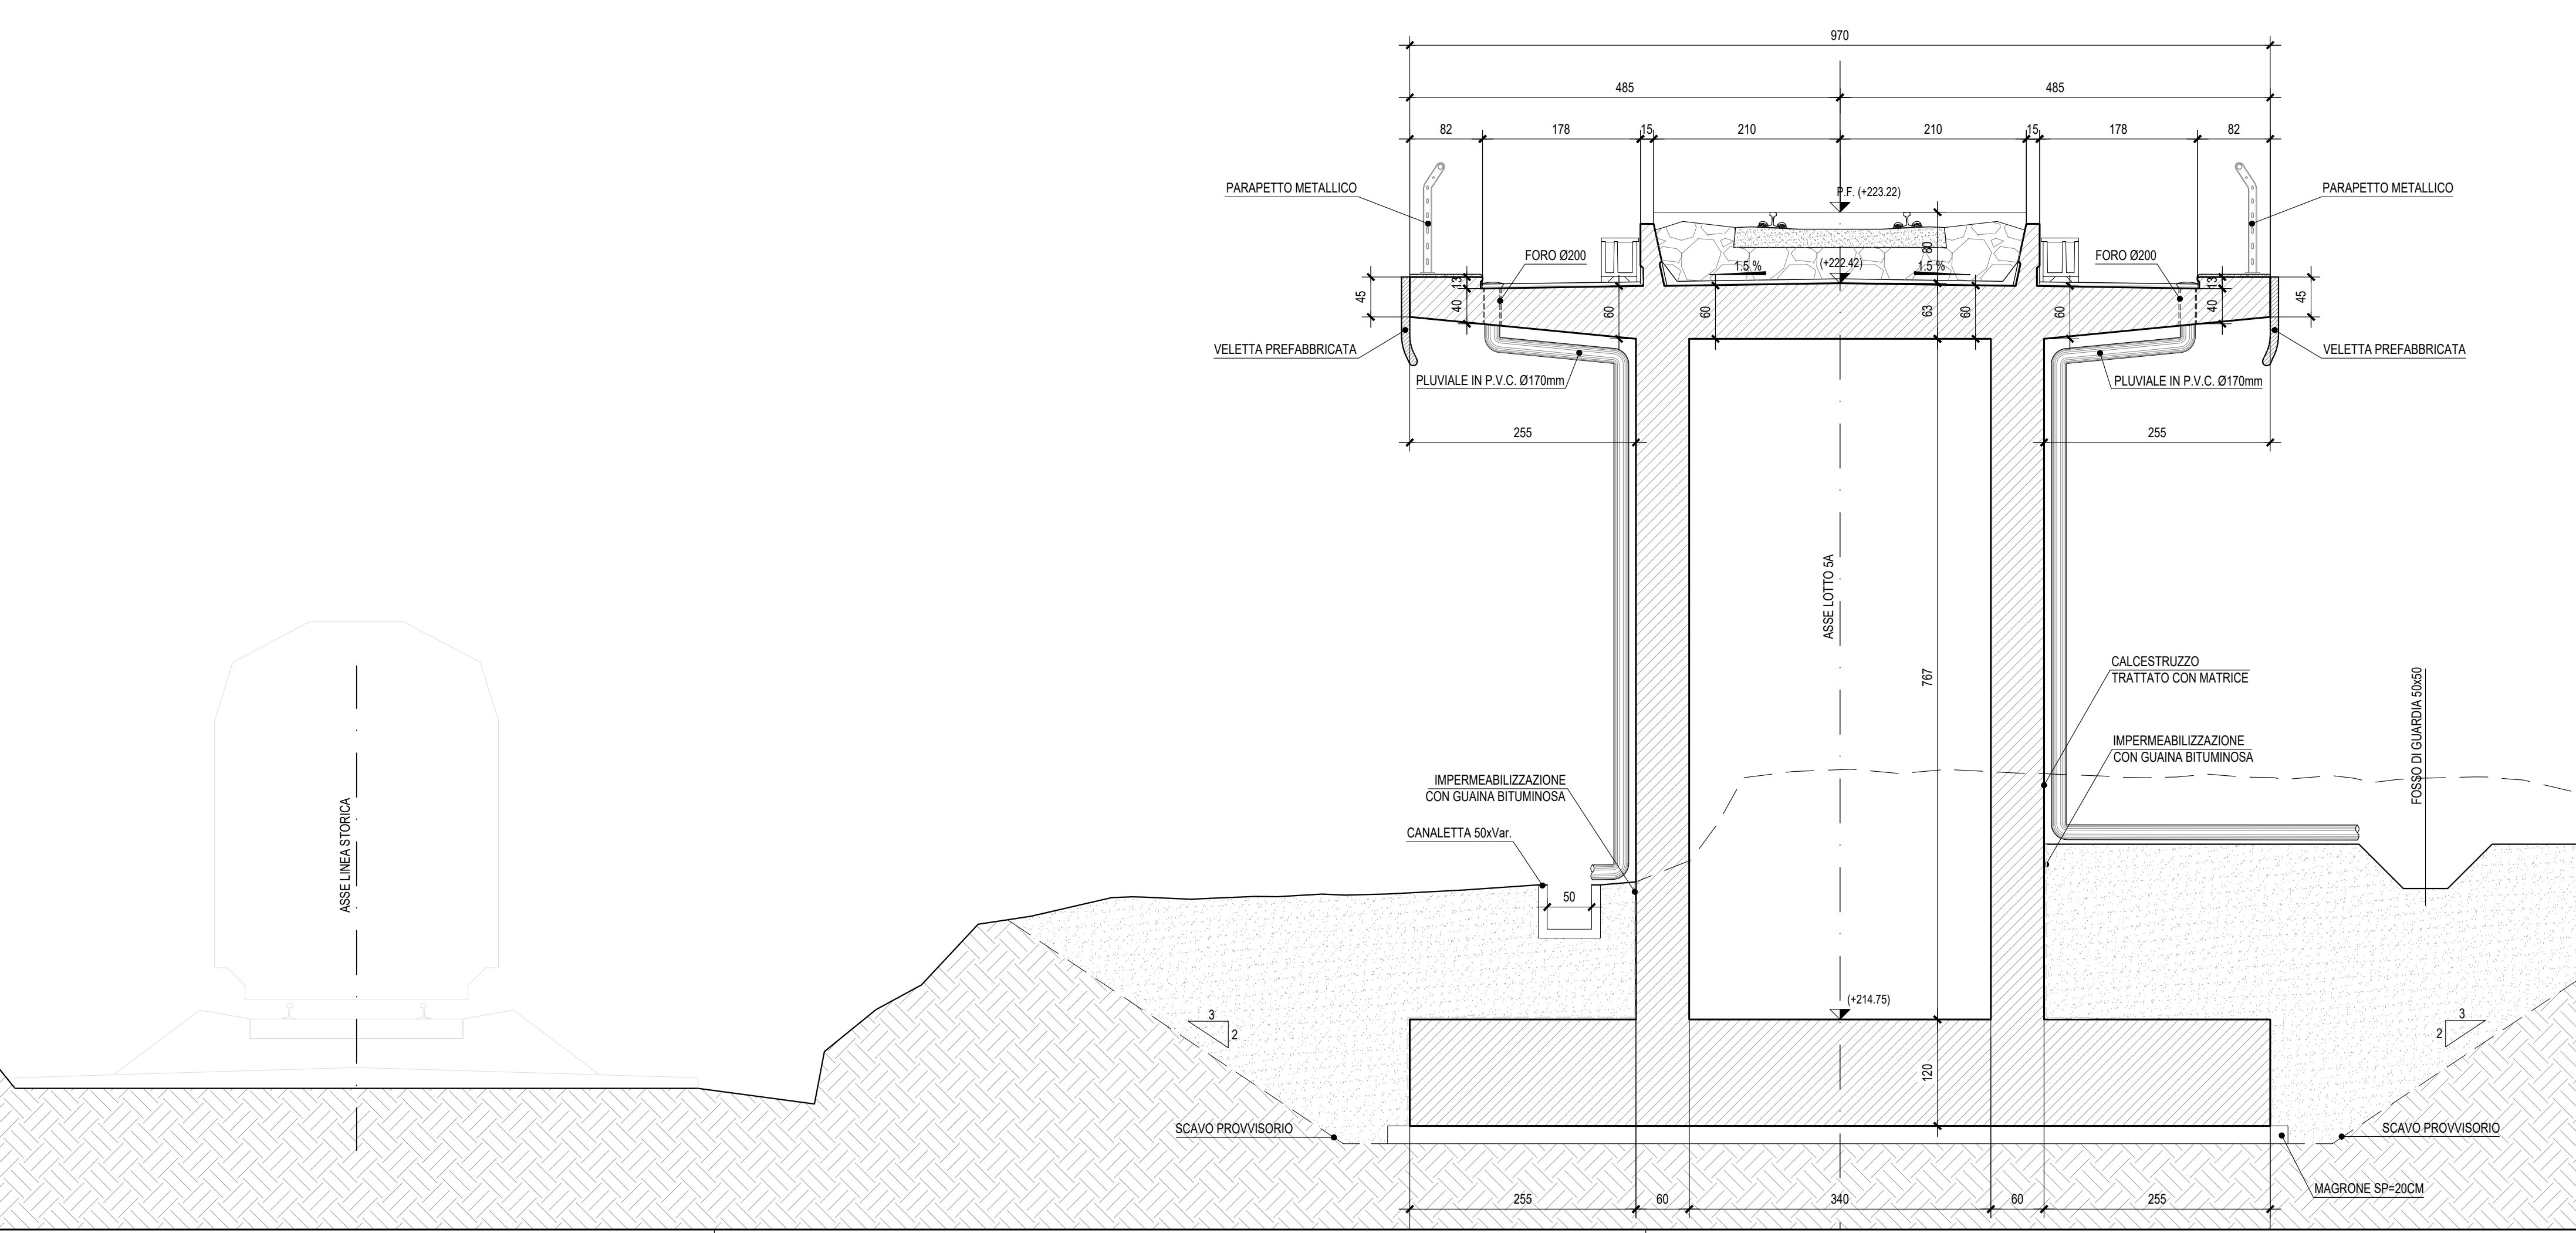 970
485
485
82
178
15
210
210
15
178
82
PARAPETTO METALLICO
P.F. (+223.22)
PARAPETTO METALLICO
FORO Ø200
80
FORO Ø200
1.5 %
(+222.42)
1.5 %
45
13
40
60
60
63
60
60
13
40
45
VELETTA PREFABBRICATA
VELETTA PREFABBRICATA
PLUVIALE IN P.V.C. Ø170mm
PLUVIALE IN P.V.C. Ø170mm
255
255
ASSE LOTTO 5A
767
CALCESTRUZZO
TRATTATO CON MATRICE
FOSSO DI GUARDIA 50x50
IMPERMEABILIZZAZIONE
CON GUAINA BITUMINOSA
IMPERMEABILIZZAZIONE
CON GUAINA BITUMINOSA
ASSE LINEA STORICA
CANALETTA 50xVar.
50
(+214.75)
3
2
3
2
120
SCAVO PROVVISORIO
SCAVO PROVVISORIO
MAGRONE SP=20CM
255
60
340
60
255